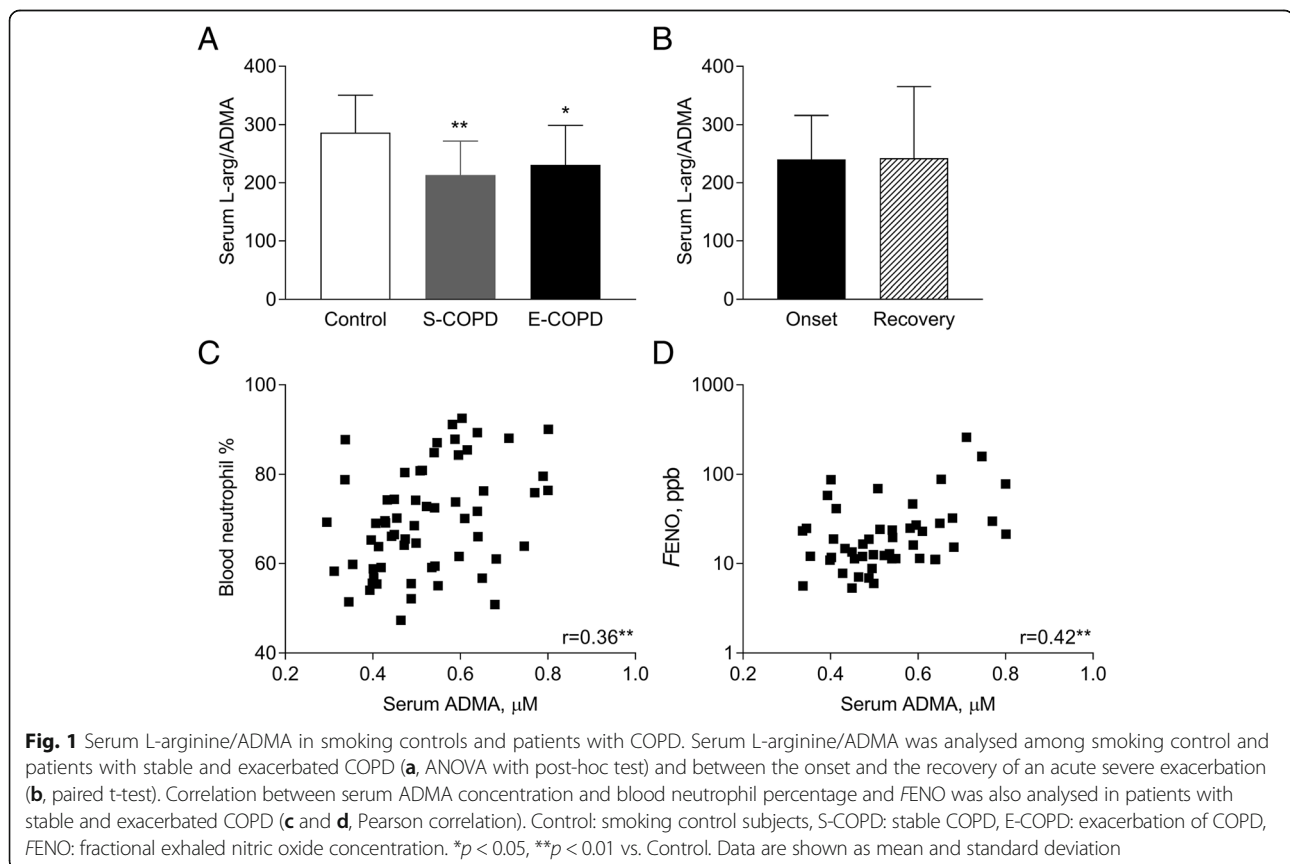 A
B
400
300
200
100
0
Serum L-arg/ADMA
**
*
Control S-COPD E-COPD
400
300
200
100
0
Serum L-arg/ADMA
Onset Recovery
C
D
100
80
60
40
Blood neutrophil %
r=0.36**
0.2 0.4 0.6 0.8 1.0
Serum ADMA, μM
1000
100
10
1
FENO, ppb
r=0.42**
0.2 0.4 0.6 0.8 1.0
Serum ADMA, μM
Fig. 1 Serum L-arginine/ADMA in smoking controls and patients with COPD. Serum L-arginine/ADMA was analysed among smoking control and
patients with stable and exacerbated COPD (a, ANOVA with post-hoc test) and between the onset and the recovery of an acute severe exacerbation
(b, paired t-test). Correlation between serum ADMA concentration and blood neutrophil percentage and FENO was also analysed in patients with
stable and exacerbated COPD (c and d, Pearson correlation). Control: smoking control subjects, S-COPD: stable COPD, E-COPD: exacerbation of COPD,
FENO: fractional exhaled nitric oxide concentration. *p < 0.05, **p < 0.01 vs. Control. Data are shown as mean and standard deviation